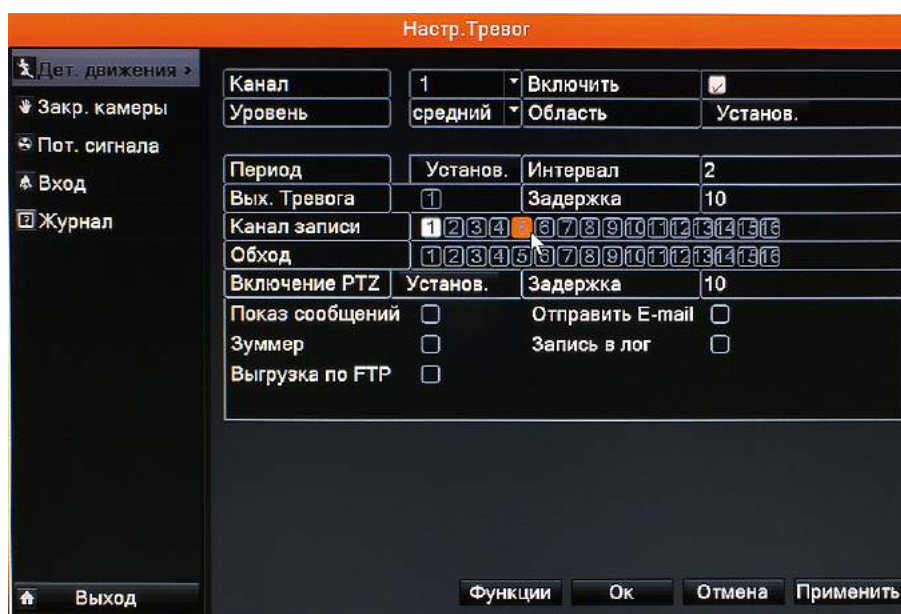 Настр.Тревог
Дет. движения >
Закр. камеры
Пот. сигнала
Вход
Журнал
Выход
Канал 1 Включить
Уровень средний Область Установ.
Период Установ. Интервал 2
Вых. Тревога 1 Задержка 10
Канал записи 1 2 3 4 5 6 7 8 9 10 11 12 13 14 15 16
Обход 1 2 3 4 5 6 7 8 9 10 11 12 13 14 15 16
Включение PTZ Установ. Задержка 10
Показ сообщений Отправить E-mail
Зуммер Запись в лог
Выгрузка по FTP
Функции Ок Отмена Применить